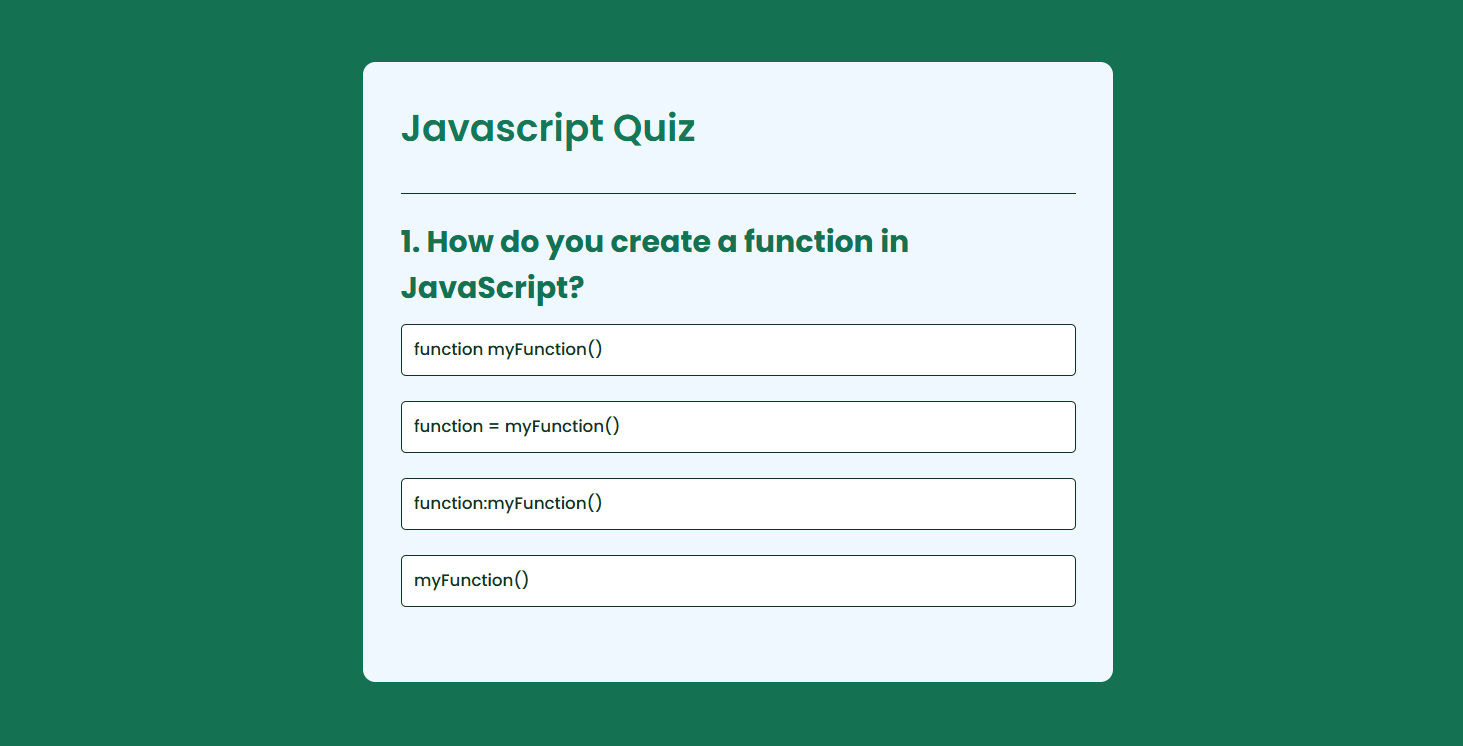 Javascript Quiz
1. How do you create a function in
JavaScript?
function myFunction()
function = myFunction()
function:myFunction()
myFunction()